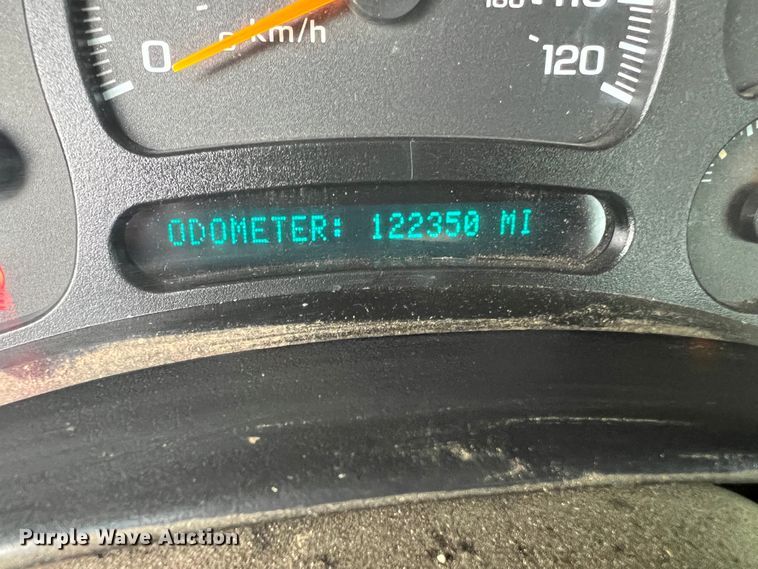 0
km/h
120
ODOMETER: 122350 MI
Purple Wave Auction